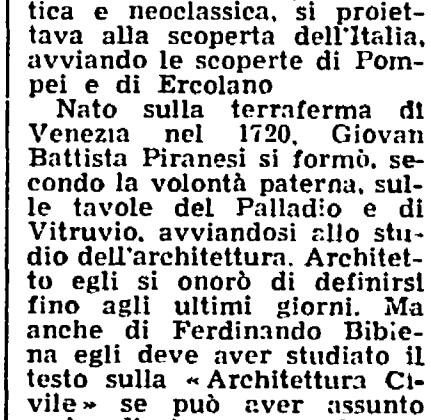 tica e neoclassica, si proiet-
tava alla scoperta dell'Italia,
avviando le scoperte di Pom-
pei e di Ercolano
Nato sulla terraferma di
Venezia nel 1720, Giovan
Battista Piranesi si formò, se-
condo la volontà paterna, sul-
le tavole del Palladio e di
Vitruvio, avviandosi allo stu-
dio dell'architettura. Architet-
to egli si onorò di definirsi
fino agli ultimi giorni. Ma
anche di Ferdinando Bibie-
na egli deve aver studiato il
testo sulla « Architettura Ci-
vile » se può aver assunto